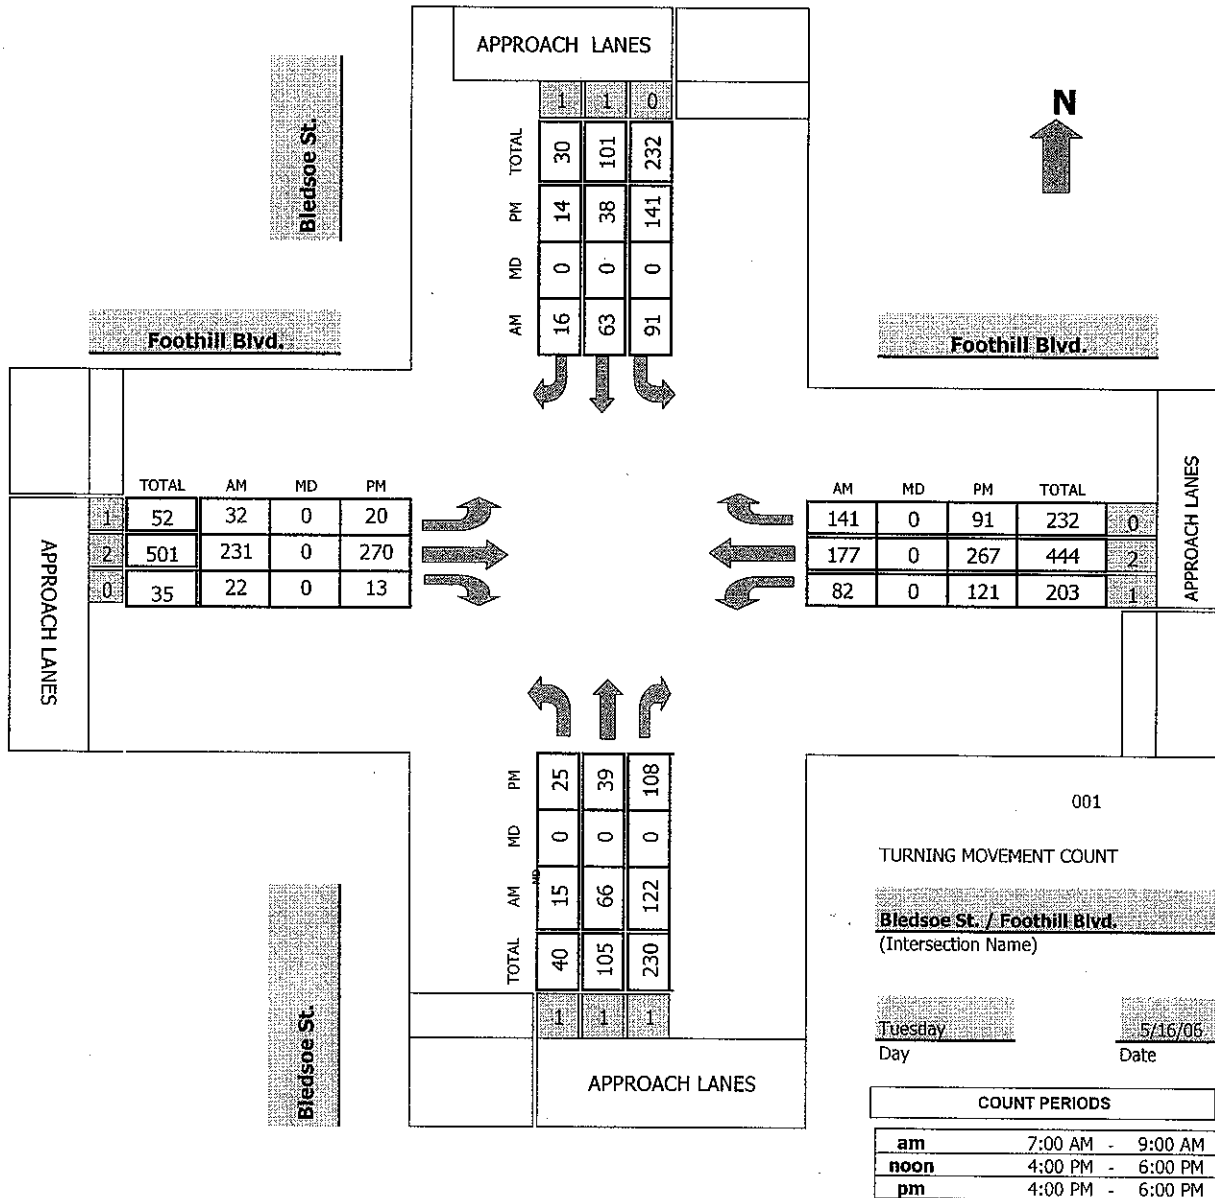 APPROACH LANES
1 1 0
N
Bledsoe St.
TOTAL 30 101 232
PM 14 38 141
MD 0 0 0
AM 16 63 91
Foothill Blvd.
Foothill Blvd.
TOTAL AM MD PM
1 52 32 0 20
2 501 231 0 270
0 35 22 0 13
APPROACH LANES
AM MD PM TOTAL
141 0 91 232 0
177 0 267 444 2
82 0 121 203 1
APPROACH LANES
PM 25 39 108
MD 0 0 0
MD
AM 15 66 122
TOTAL 40 105 230
1 1 1
APPROACH LANES
Bledsoe St.
001
TURNING MOVEMENT COUNT
Bledsoe St. / Foothill Blvd.
(Intersection Name)
Tuesday 5/16/06
Day Date
COUNT PERIODS
am 7:00 AM - 9:00 AM
noon 4:00 PM - 6:00 PM
pm 4:00 PM - 6:00 PM